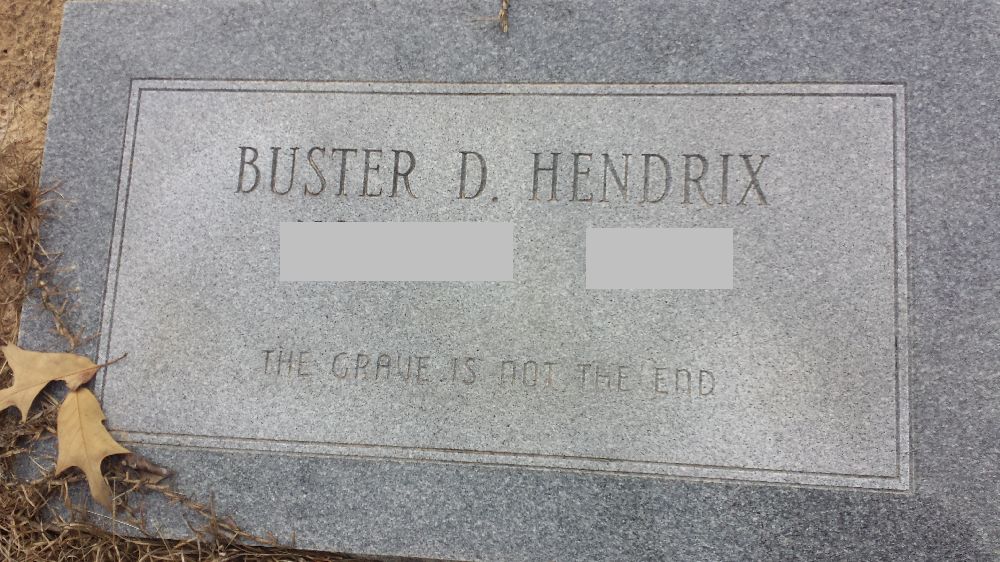 BUSTER D. HENDRIX
THE GRAVE IS NOT THE END